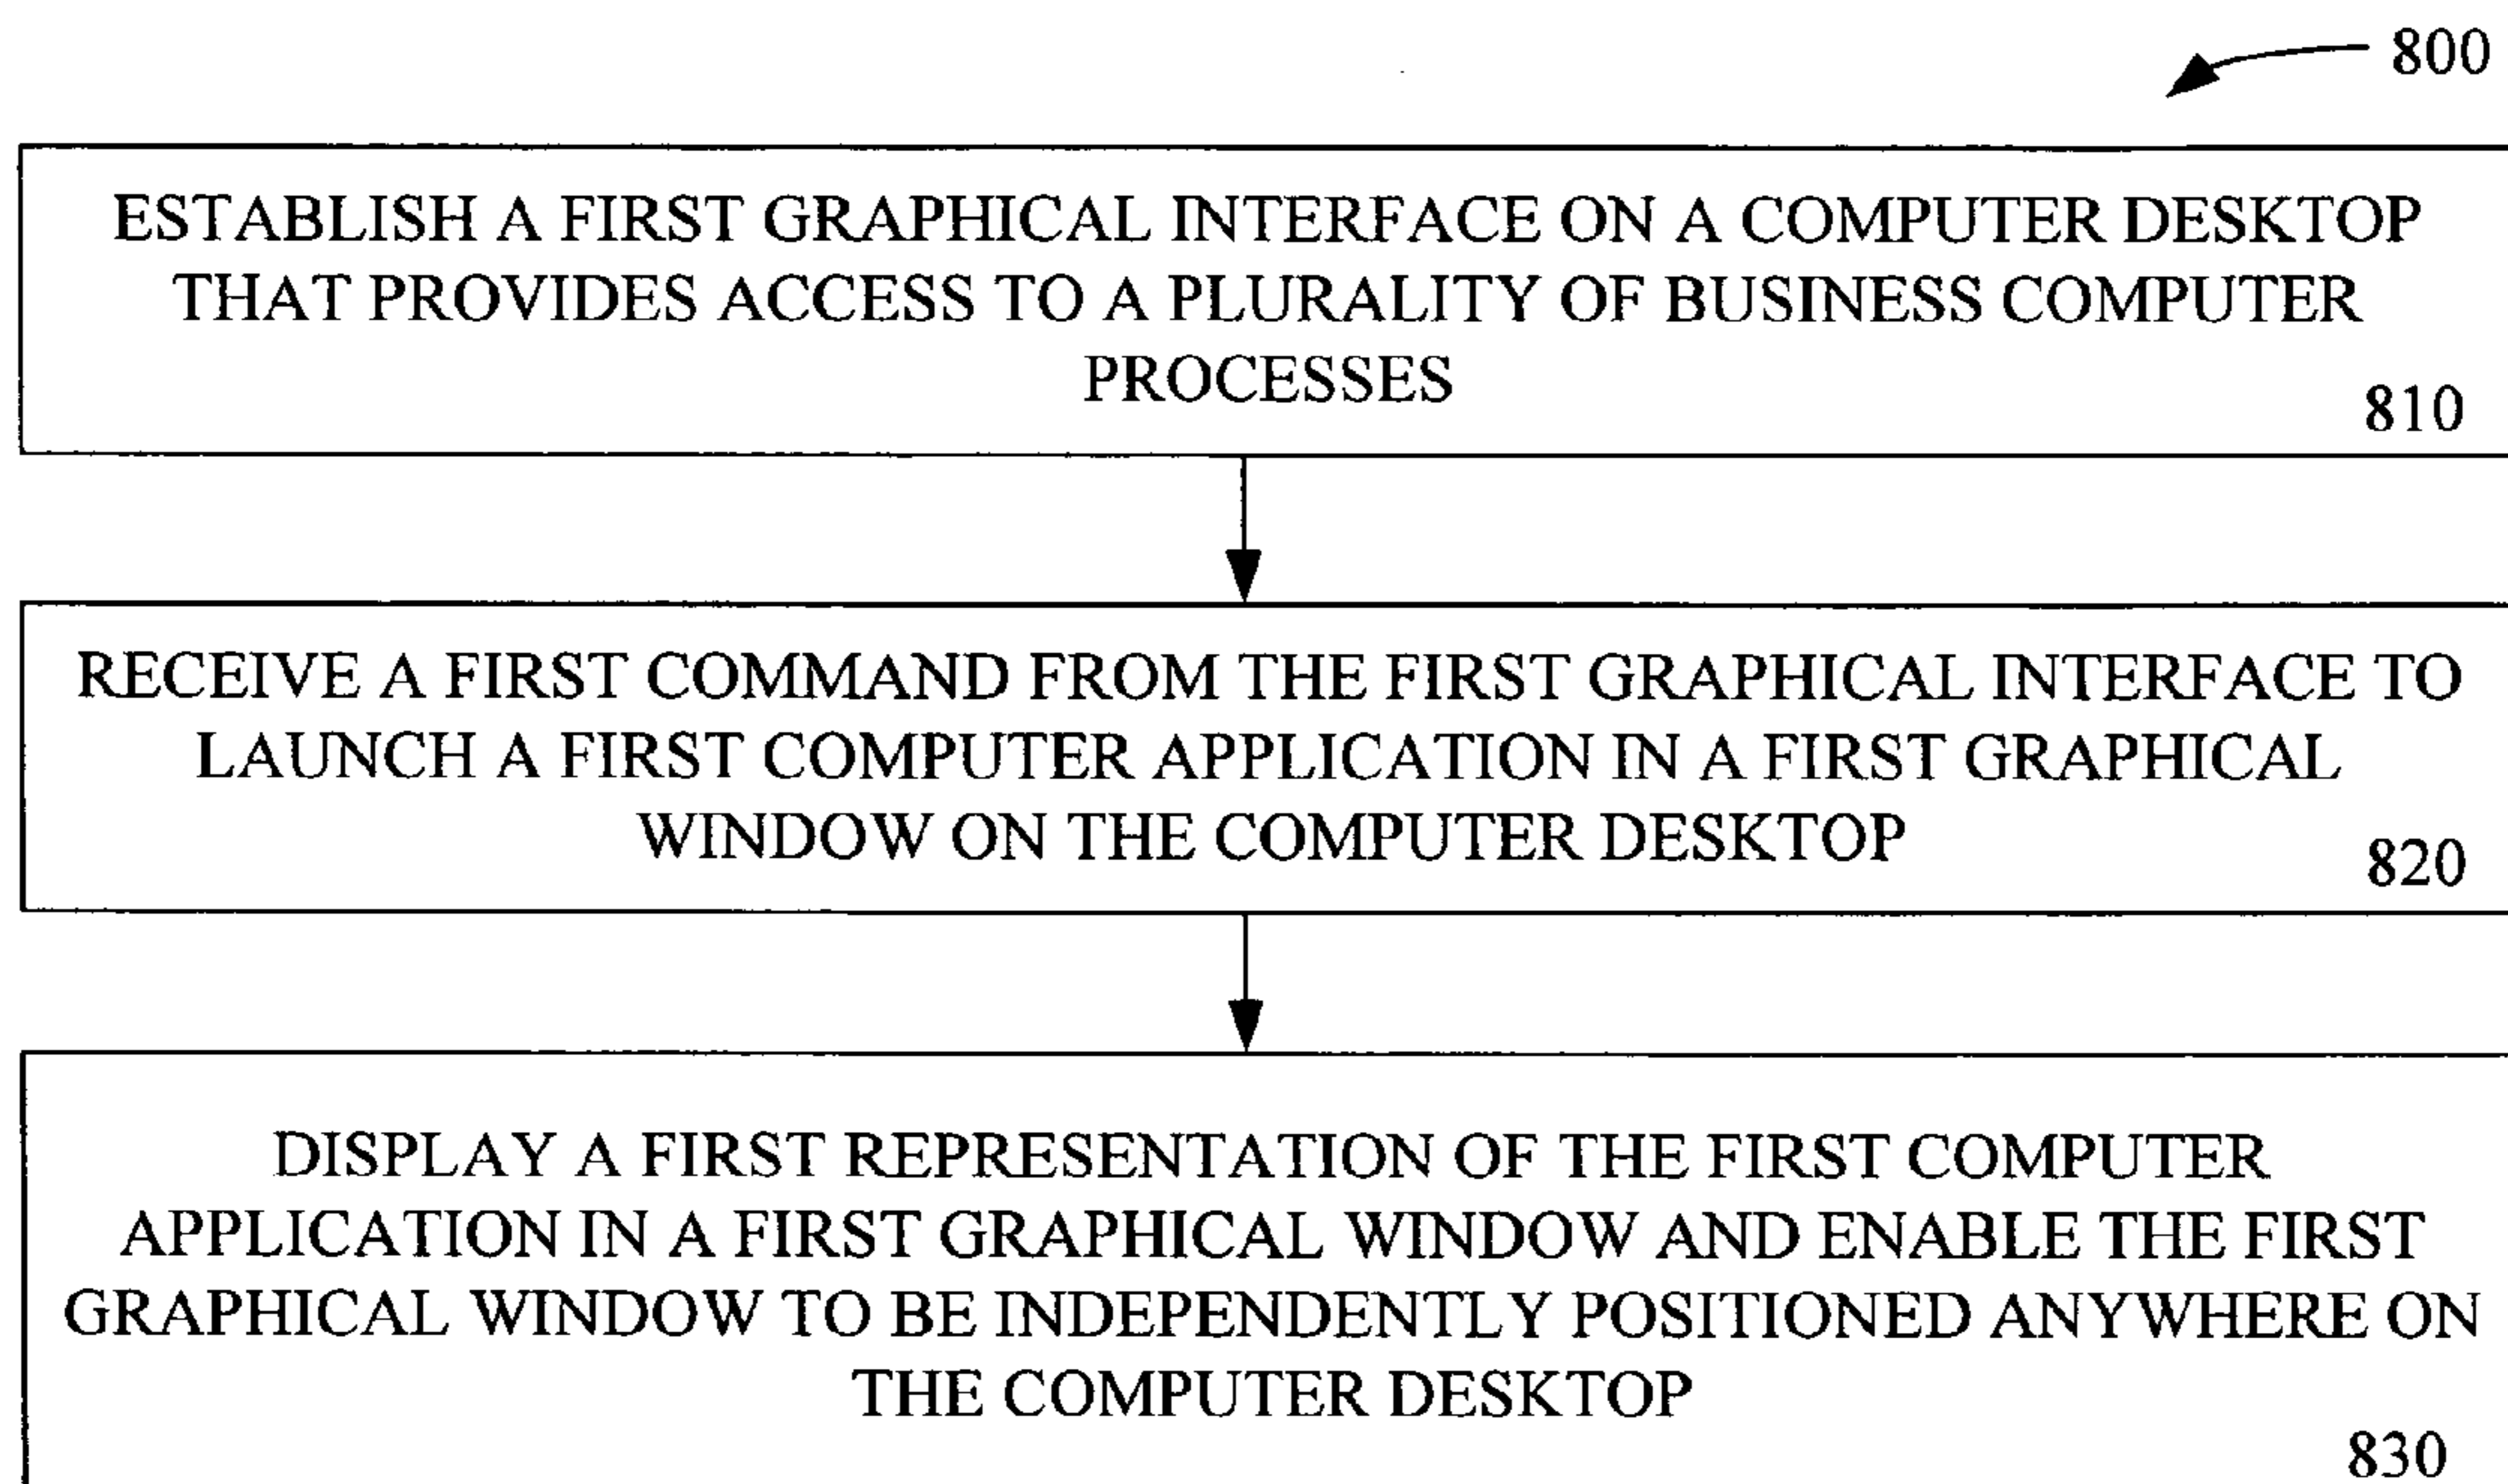 800
ESTABLISH A FIRST GRAPHICAL INTERFACE ON A COMPUTER DESKTOP
THAT PROVIDES ACCESS TO A PLURALITY OF BUSINESS COMPUTER
PROCESSES
810
RECEIVE A FIRST COMMAND FROM THE FIRST GRAPHICAL INTERFACE TO
LAUNCH A FIRST COMPUTER APPLICATION IN A FIRST GRAPHICAL
WINDOW ON THE COMPUTER DESKTOP
820
DISPLAY A FIRST REPRESENTATION OF THE FIRST COMPUTER
APPLICATION IN A FIRST GRAPHICAL WINDOW AND ENABLE THE FIRST
GRAPHICAL WINDOW TO BE INDEPENDENTLY POSITIONED ANYWHERE ON
THE COMPUTER DESKTOP
830